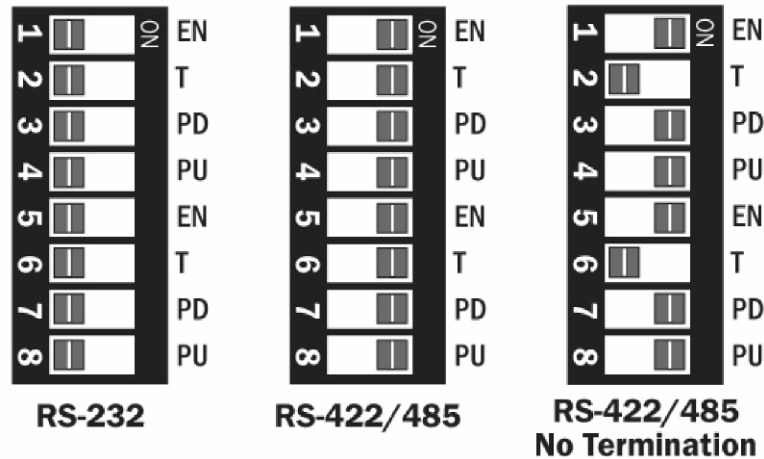 1 ON EN
2 T
3 PD
4 PU
5 EN
6 T
7 PD
8 PU
RS-232
1 ON EN
2 T
3 PD
4 PU
5 EN
6 T
7 PD
8 PU
RS-422/485
1 ON EN
2 T
3 PD
4 PU
5 EN
6 T
7 PD
8 PU
RS-422/485
No Termination